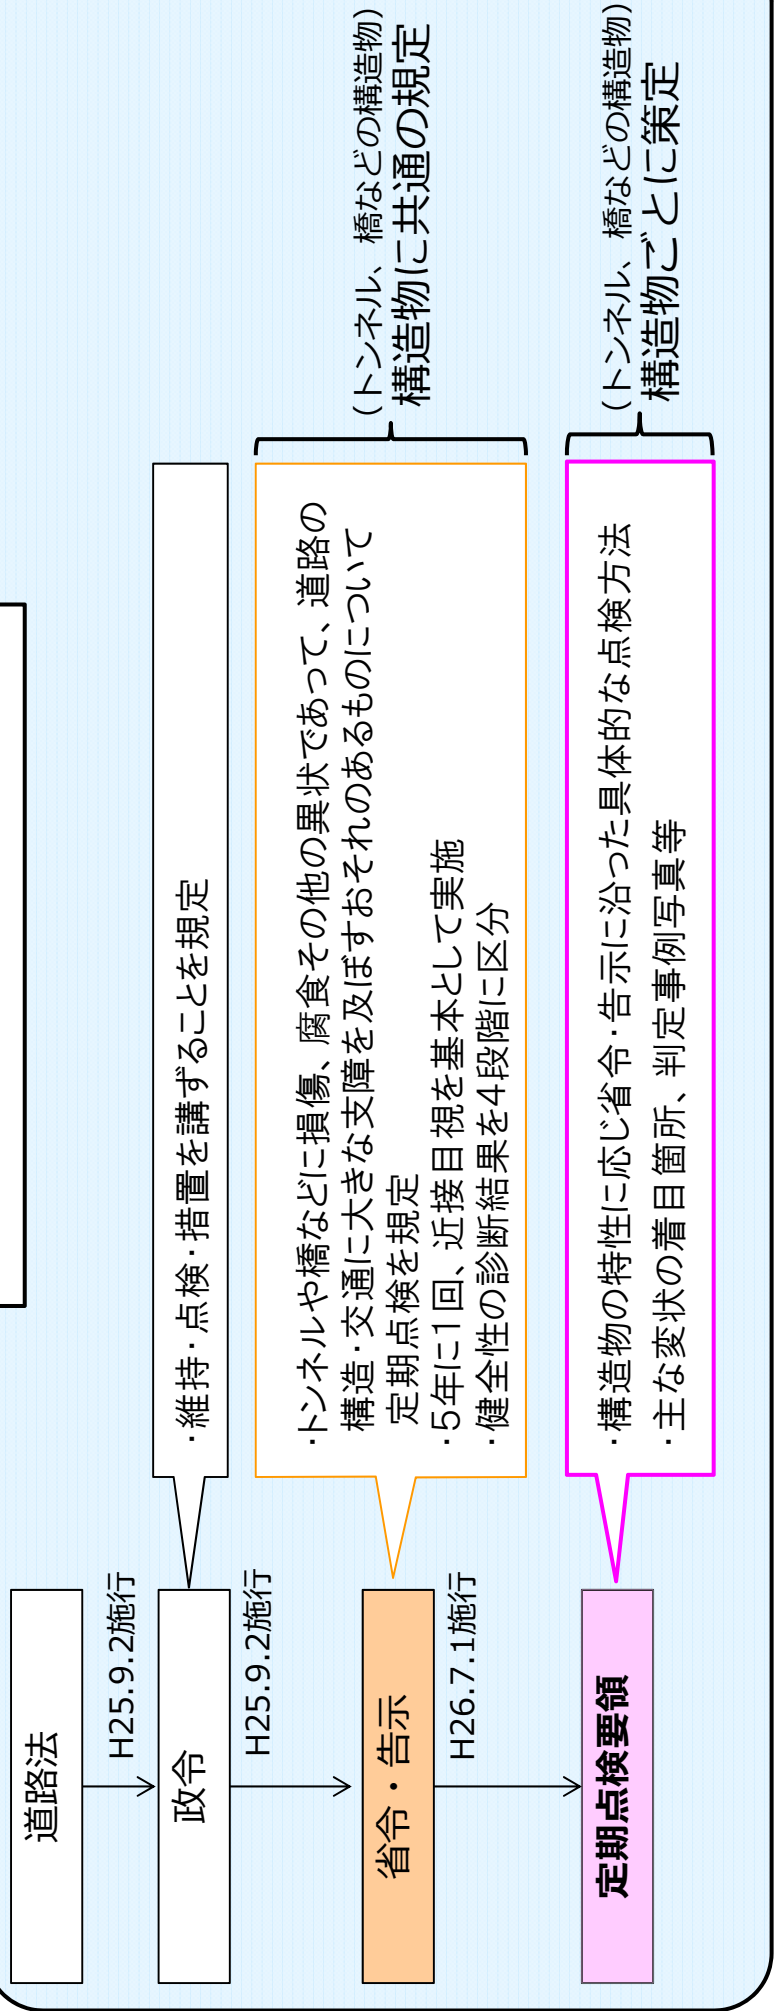 道路法
H25.9.2施行
政令
・維持・点検・措置を講ずることを規定
H25.9.2施行
省令・告示
・トンネルや橋などに損傷、腐食その他の異状であって、道路の
構造・交通に大きな支障を及ぼすおそれのあるものについて
定期点検を規定
・5年に1回、近接目視を基本として実施
・健全性の診断結果を4段階に区分
(トンネル、橋などの構造物)
構造物に共通の規定
H26.7.1施行
定期点検要領
・構造物の特性に応じ省令・告示に沿った具体的な点検方法
・主な変状の着目箇所、判定事例写真等
(トンネル、橋などの構造物)
構造物ごとに策定